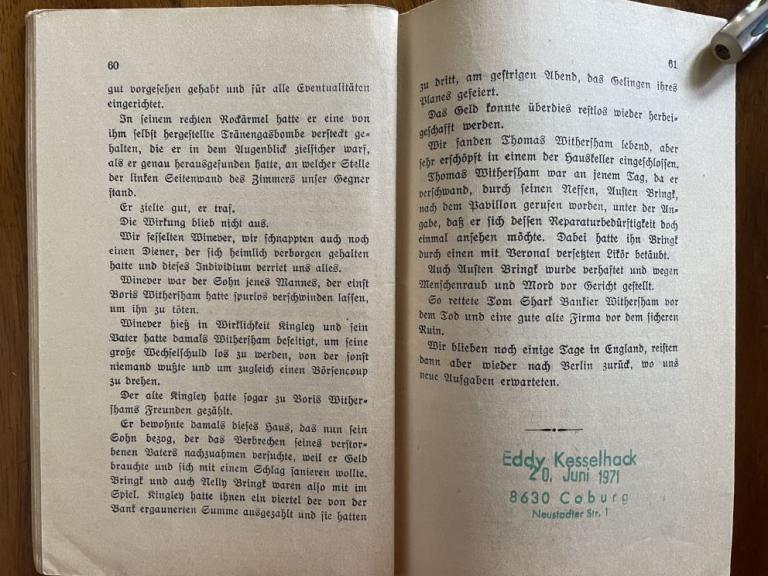 60
gut vorgesehen gehabt und für alle Eventualitäten
eingerichtet.
In seinem rechten Rockärmel hatte er eine von
ihm selbst hergestellte Tränengasbombe versteckt ge-
halten, die er in dem Augenblick zielsicher warf,
als er genau herausgefunden hatte, an welcher Stelle
der linken Seitenwand des Zimmers unser Gegner
stand.
Er zielte gut, er traf.
Die Wirkung blieb nicht aus.
Wir fesselten Winever, wir schnappten auch noch
einen Diener, der sich heimlich verborgen gehalten
hatte und dieses Individium verriet uns alles.
Winever war der Sohn jenes Mannes, der einst
Boris Withersham hatte spurlos verschwinden lassen,
um ihn zu töten.
Winever hieß in Wirklichkeit Kingley und sein
Vater hatte damals Withersham beseitigt, um seine
große Wechselschuld los zu werden, von der sonst
niemand wußte und um zugleich einen Börsencoup
zu drehen.
Der alte Kingley hatte sogar zu Boris Wither-
shams Freunden gezählt.
Er bewohnte damals dieses Haus, das nun sein
Sohn bezog, der das Verbrechen seines verstor-
benen Vaters nachzuahmen versuchte, weil er Geld
brauchte und sich mit einem Schlag sanieren wollte.
Bringk und auch Nelly Bringk waren also mit im
Spiel. Kingley hatte ihnen ein viertel der von der
Bank ergaunerten Summe ausgezahlt und sie hatten
61
zu dritt, am gestrigen Abend, das Gelingen ihres
Planes gefeiert.
Das Geld konnte überdies restlos wieder herbei-
geschafft werden.
Wir fanden Thomas Withersham lebend, aber
sehr erschöpft in einem der Hauskeller eingeschlossen.
Thomas Withersham war an jenem Tag, da er
verschwand, durch seinen Neffen, Austen Bringk,
nach dem Pavillon gerufen worden, unter der An-
gabe, daß er sich dessen Reparaturbedürftigkeit doch
einmal ansehen möchte. Dabei hatte ihn Bringk
durch einen mit Veronal versetzten Likör betäubt.
Auch Austen Bringk wurde verhaftet und wegen
Menschenraub und Mord vor Gericht gestellt.
So rettete Tom Shark Bankier Withersham vor
dem Tod und eine gute alte Firma vor dem sicheren
Ruin.
Wir blieben noch einige Tage in England, reisten
dann aber wieder nach Berlin zurück, wo uns
neue Aufgaben erwarteten.
Eddy Kesselhack
20. Juni 1971
8630 Coburg
Neustadter Str. 1